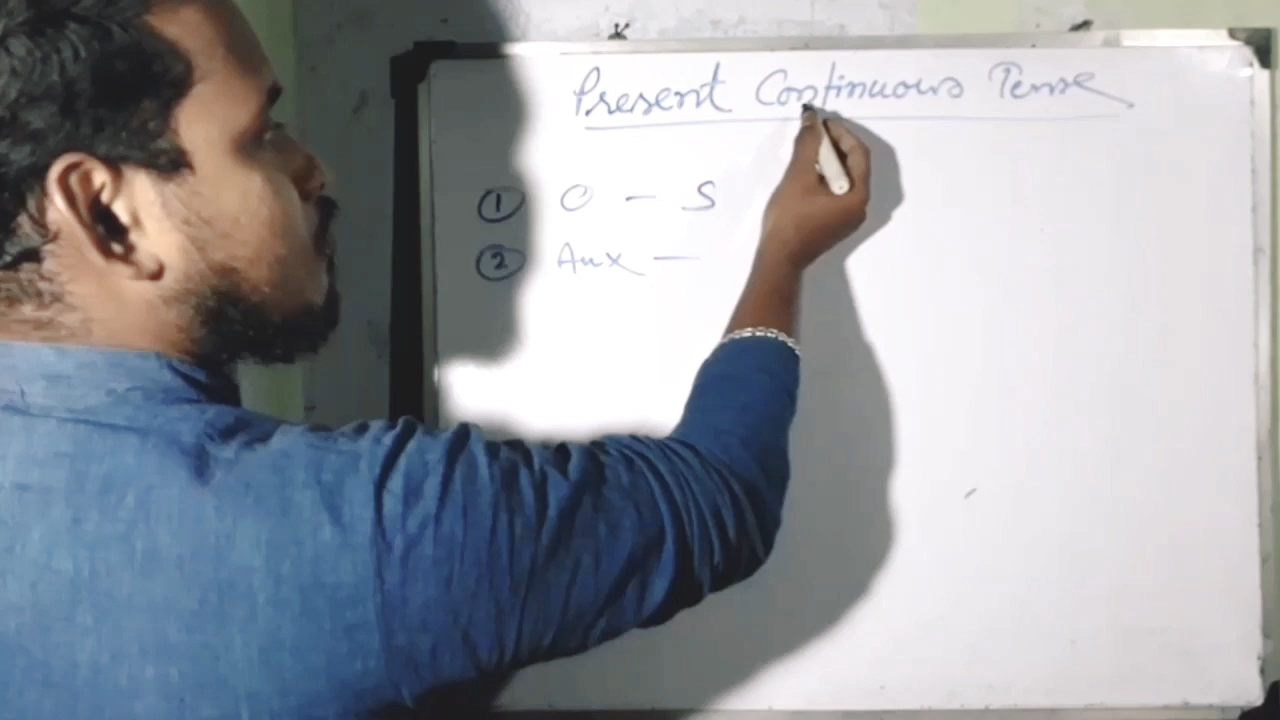 Present Continuous Tense
① O - S
② Aux -